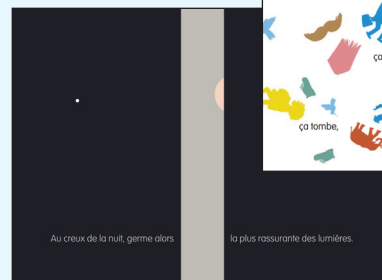 ça
ça tombe,
Au creux de la nuit, germe alors
la plus rassurante des lumières.